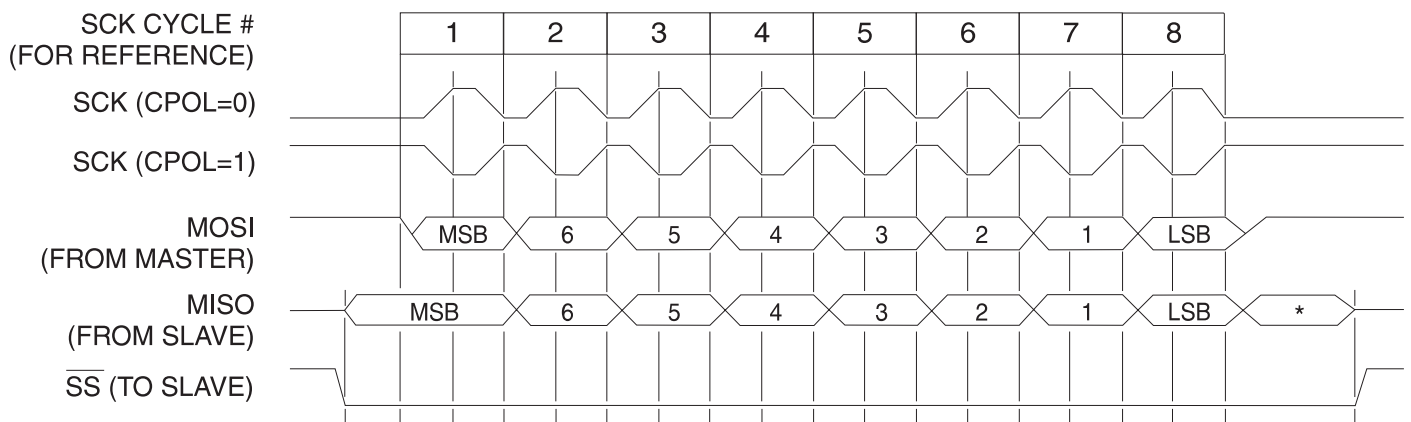 SCK CYCLE # 1 2 3 4 5 6 7 8
(FOR REFERENCE)
SCK (CPOL=0)
SCK (CPOL=1)
MOSI MSB 6 5 4 3 2 1 LSB
(FROM MASTER)
MISO MSB 6 5 4 3 2 1 LSB *
(FROM SLAVE)
SS (TO SLAVE)